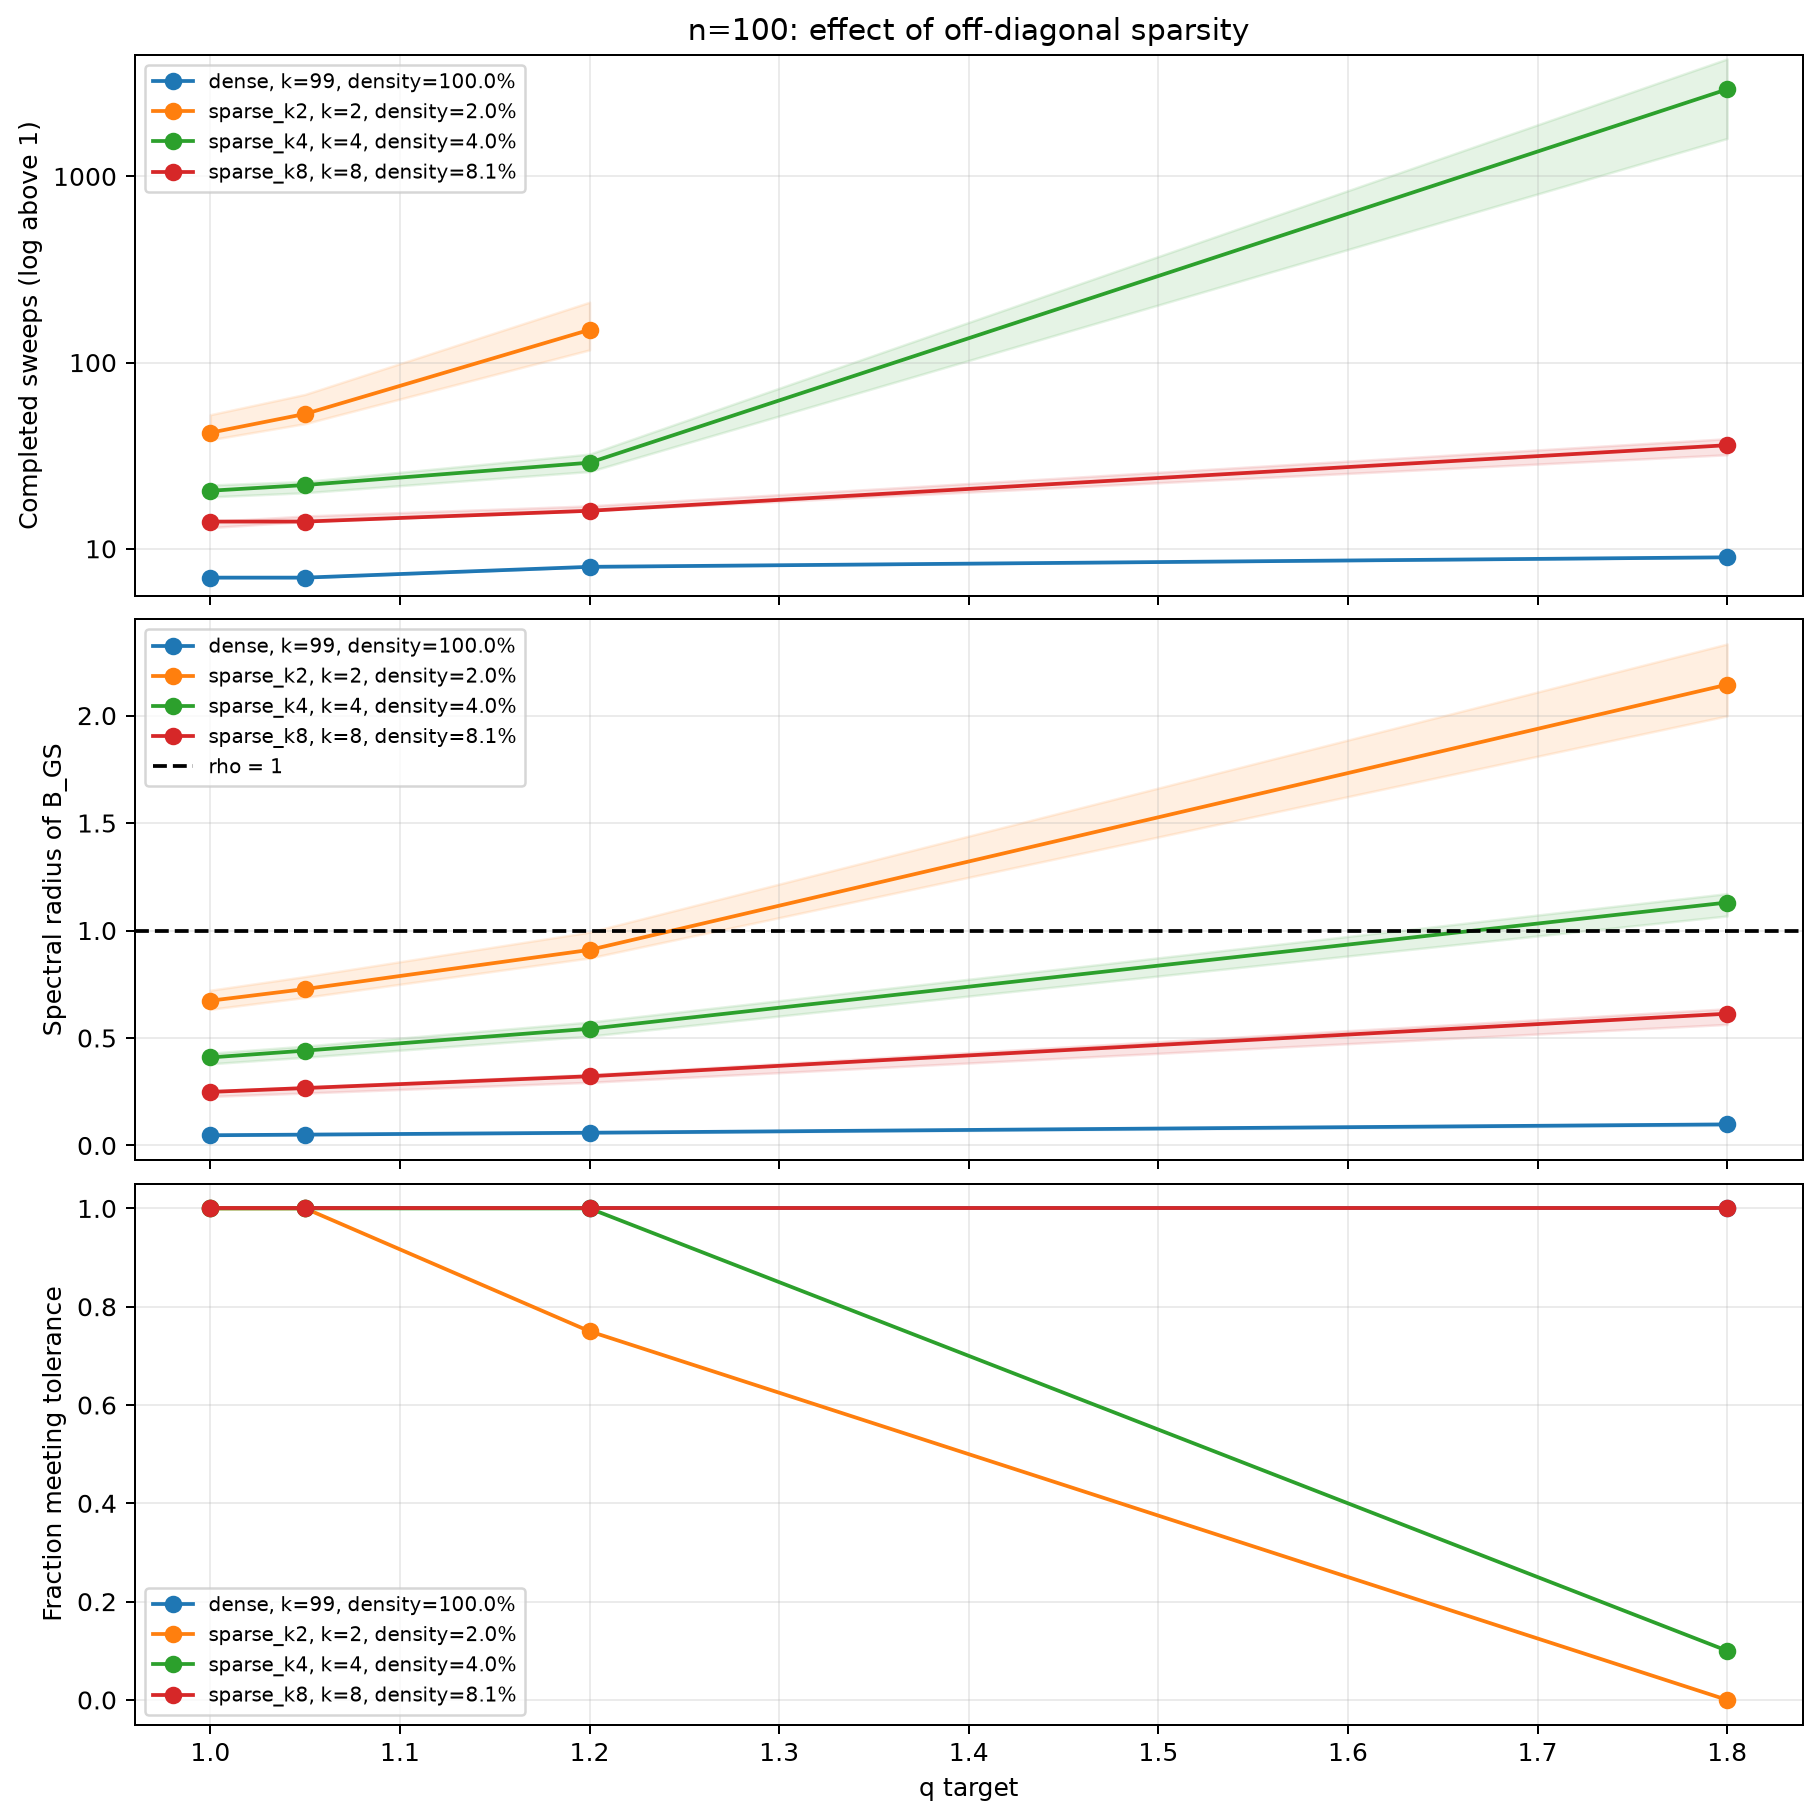 n=100: effect of off-diagonal sparsity
Completed sweeps (log above 1)
1000
100
10
dense, k=99, density=100.0%
sparse_k2, k=2, density=2.0%
sparse_k4, k=4, density=4.0%
sparse_k8, k=8, density=8.1%
Spectral radius of B_GS
2.0
1.5
1.0
0.5
0.0
dense, k=99, density=100.0%
sparse_k2, k=2, density=2.0%
sparse_k4, k=4, density=4.0%
sparse_k8, k=8, density=8.1%
rho = 1
Fraction meeting tolerance
1.0
0.8
0.6
0.4
0.2
0.0
dense, k=99, density=100.0%
sparse_k2, k=2, density=2.0%
sparse_k4, k=4, density=4.0%
sparse_k8, k=8, density=8.1%
1.0 1.1 1.2 1.3 1.4 1.5 1.6 1.7 1.8
q target